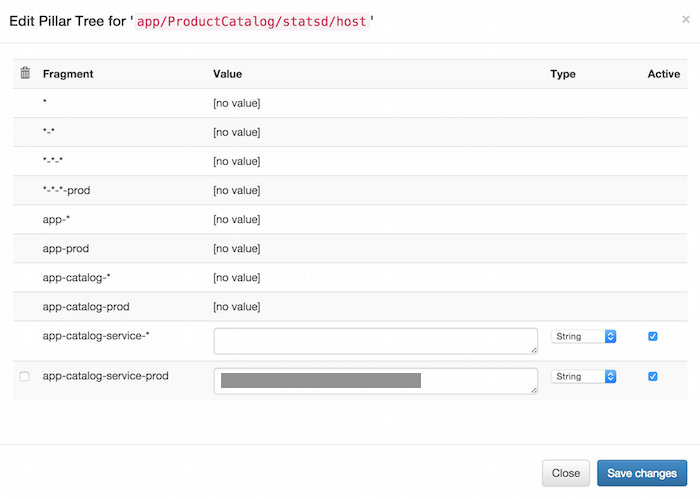 Edit Pillar Tree for 'app/ProductCatalog/statsd/host' ×
Fragment Value Type Active
* [no value]
*-* [no value]
*-*-* [no value]
*-*-*-prod [no value]
app-* [no value]
app-prod [no value]
app-catalog-* [no value]
app-catalog-prod [no value]
app-catalog-service-* String
app-catalog-service-prod String
Close Save changes